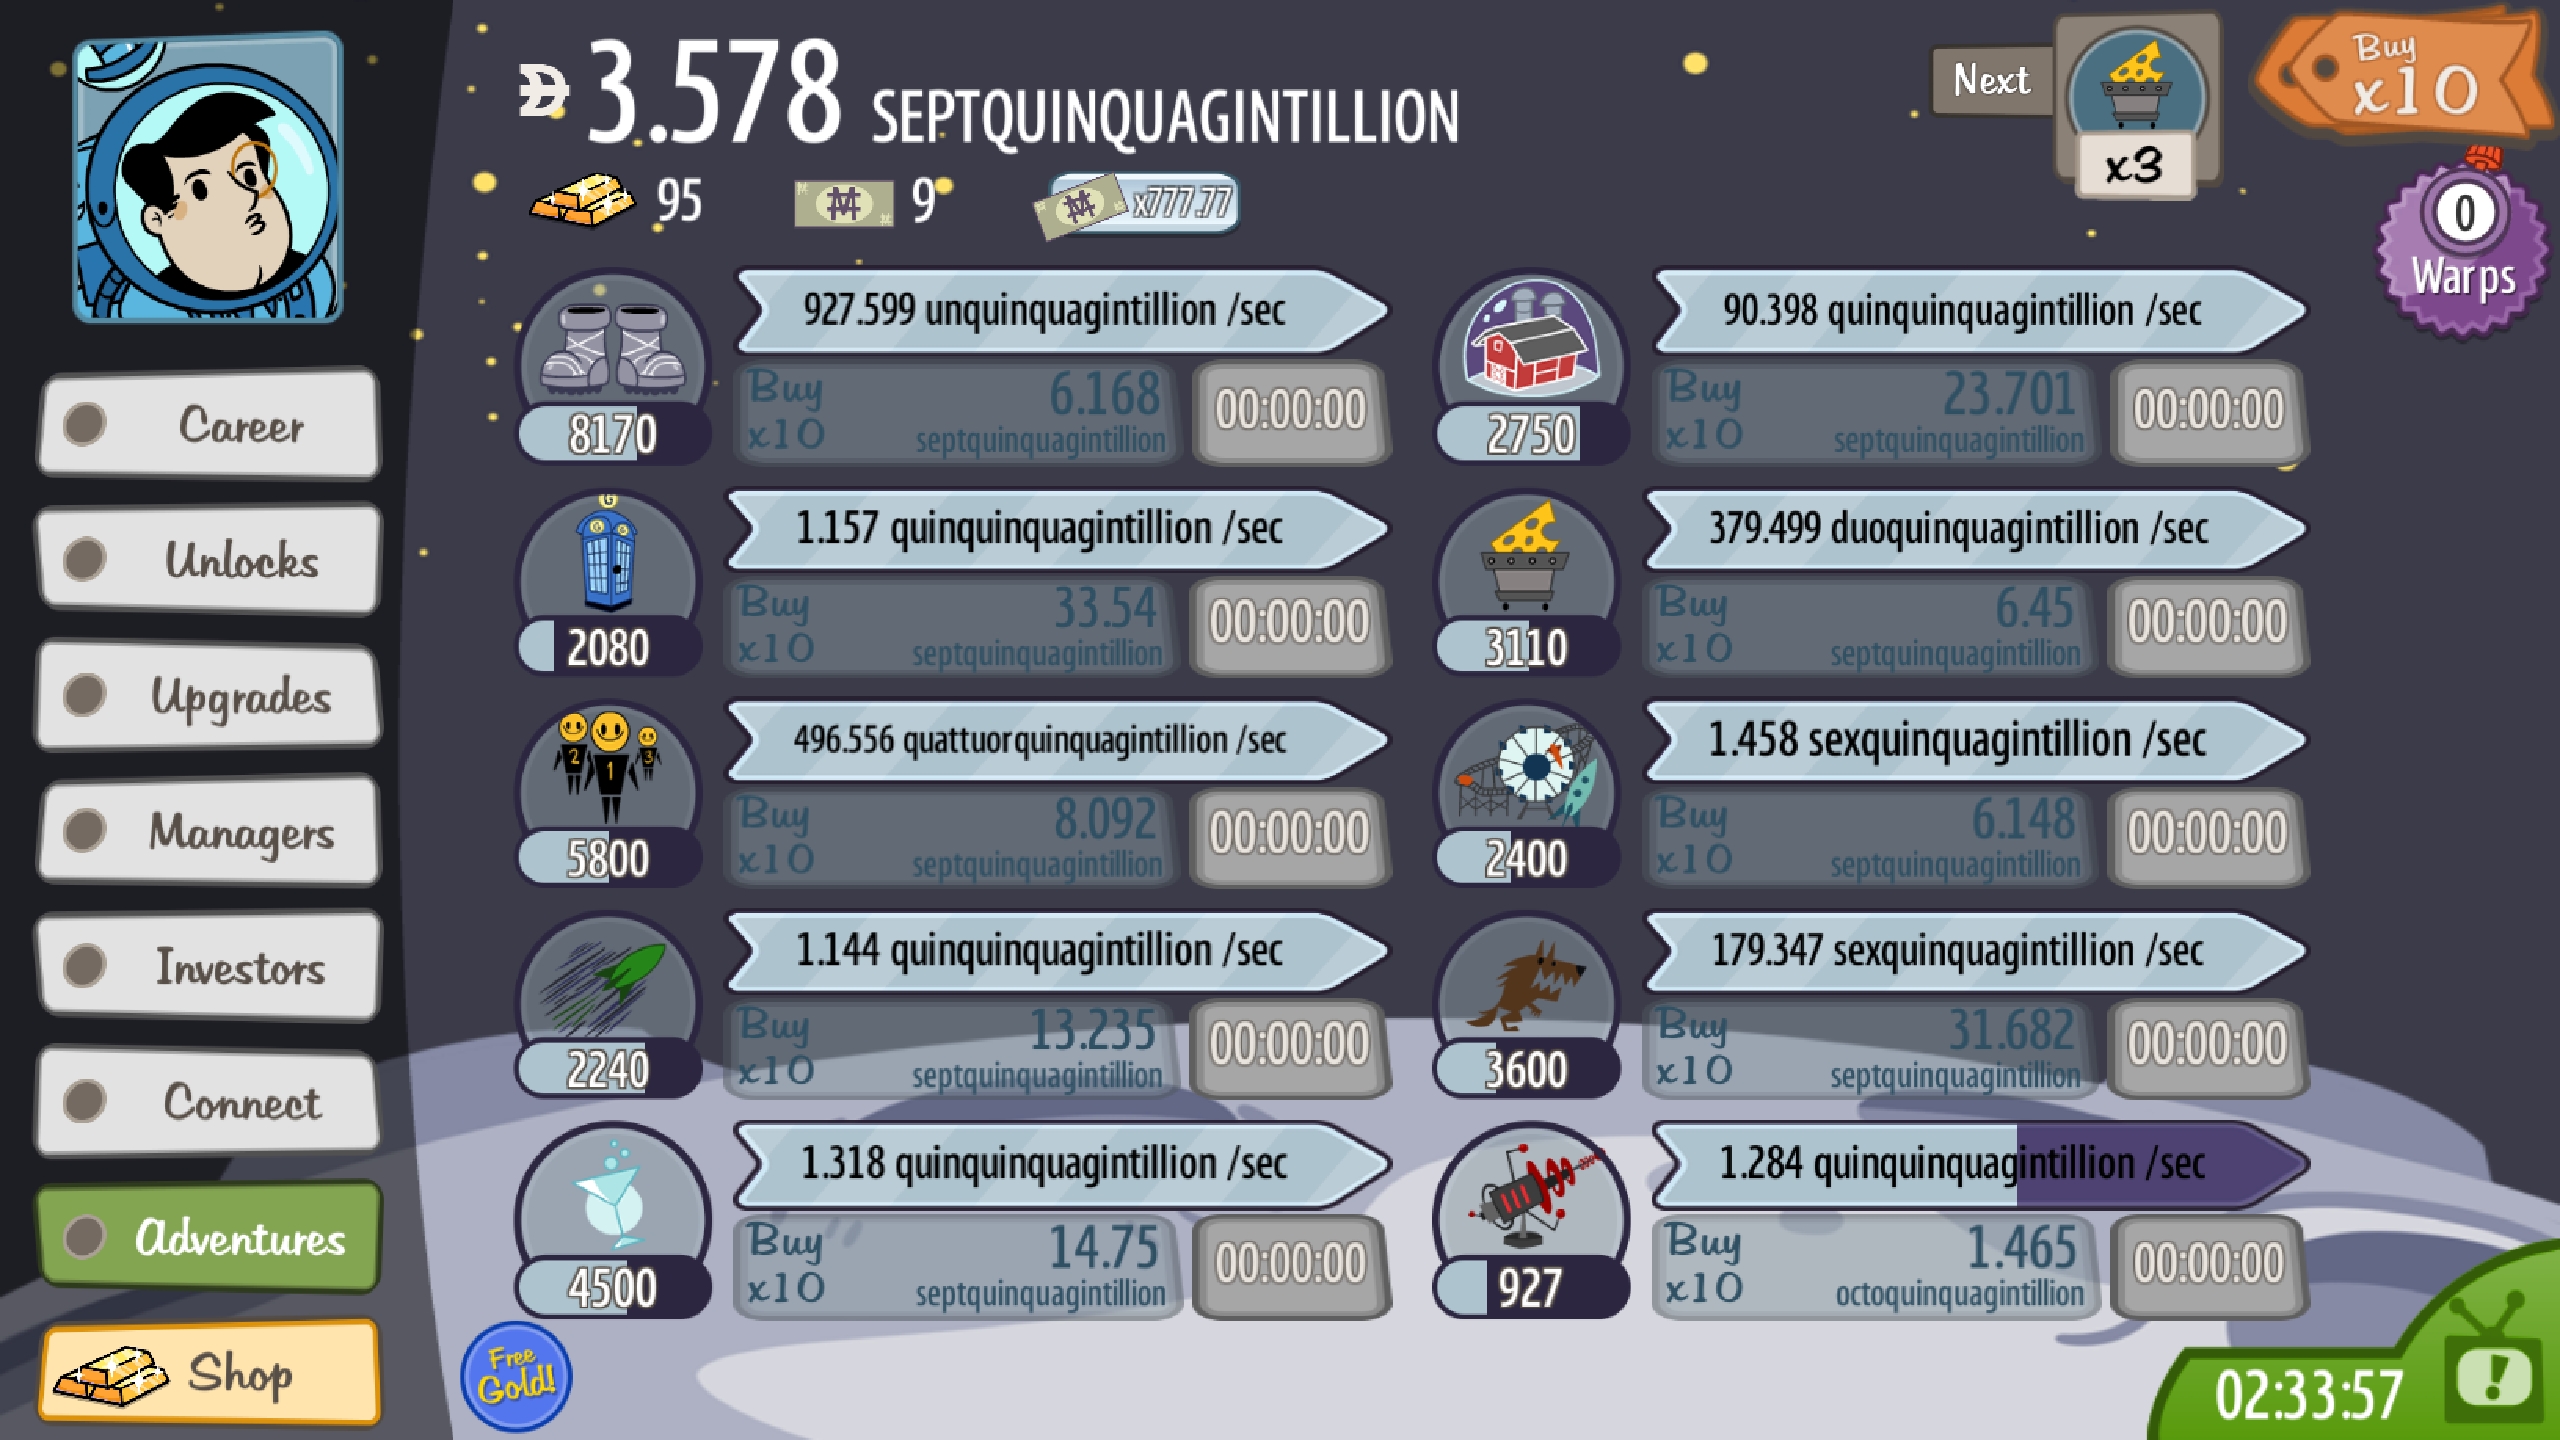 3.578 SEPTQUINQUAGINTILLION
95
9
x777.77
Next
x3
Buy
x10
0
Warps
Career
Unlocks
Upgrades
Managers
Investors
Connect
Adventures
Shop
927.599 unquinquagintillion /sec
8170
Buy
x10
6.168
septquinquagintillion
00:00:00
G
1.157 quinquinquagintillion /sec
2080
Buy
x10
33.54
septquinquagintillion
00:00:00
2
1
3
496.556 quattuorquinquagintillion /sec
5800
Buy
x10
8.092
septquinquagintillion
00:00:00
1.144 quinquinquagintillion /sec
2240
Buy
x10
13.235
septquinquagintillion
00:00:00
1.318 quinquinquagintillion /sec
4500
Buy
x10
14.75
septquinquagintillion
00:00:00
90.398 quinquinquagintillion /sec
2750
Buy
x10
23.701
septquinquagintillion
00:00:00
379.499 duoquinquagintillion /sec
3110
Buy
x10
6.45
septquinquagintillion
00:00:00
1.458 sexquinquagintillion /sec
2400
Buy
x10
6.148
septquinquagintillion
00:00:00
179.347 sexquinquagintillion /sec
3600
Buy
x10
31.682
septquinquagintillion
00:00:00
1.284 quinquinquagintillion /sec
927
Buy
x10
1.465
octoquinquagintillion
00:00:00
Free
Gold!
02:33:57
!